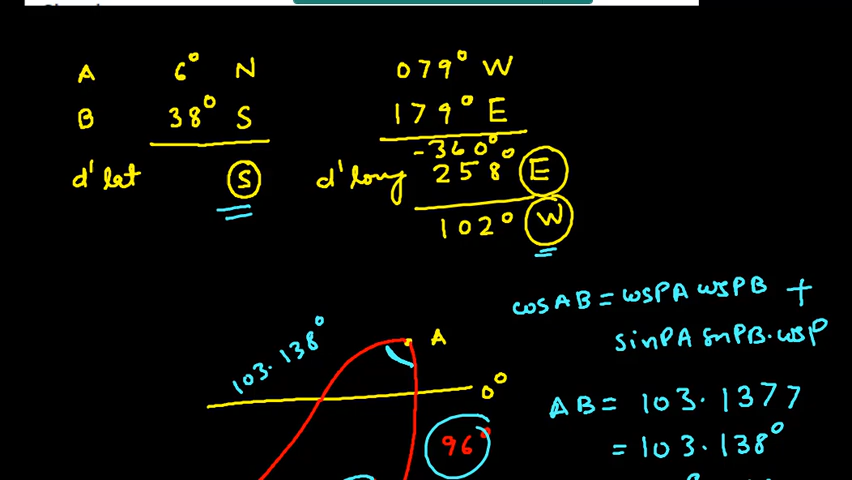 A 6° N 079° W
B 38° S 179° E
-360°
d'lat S d'long 258° E
102° W
cosAB = cosPA cosPB +
sinPA sinPB . cosP
103.138°
A
0°
AB = 103.1377
96°
= 103.138°